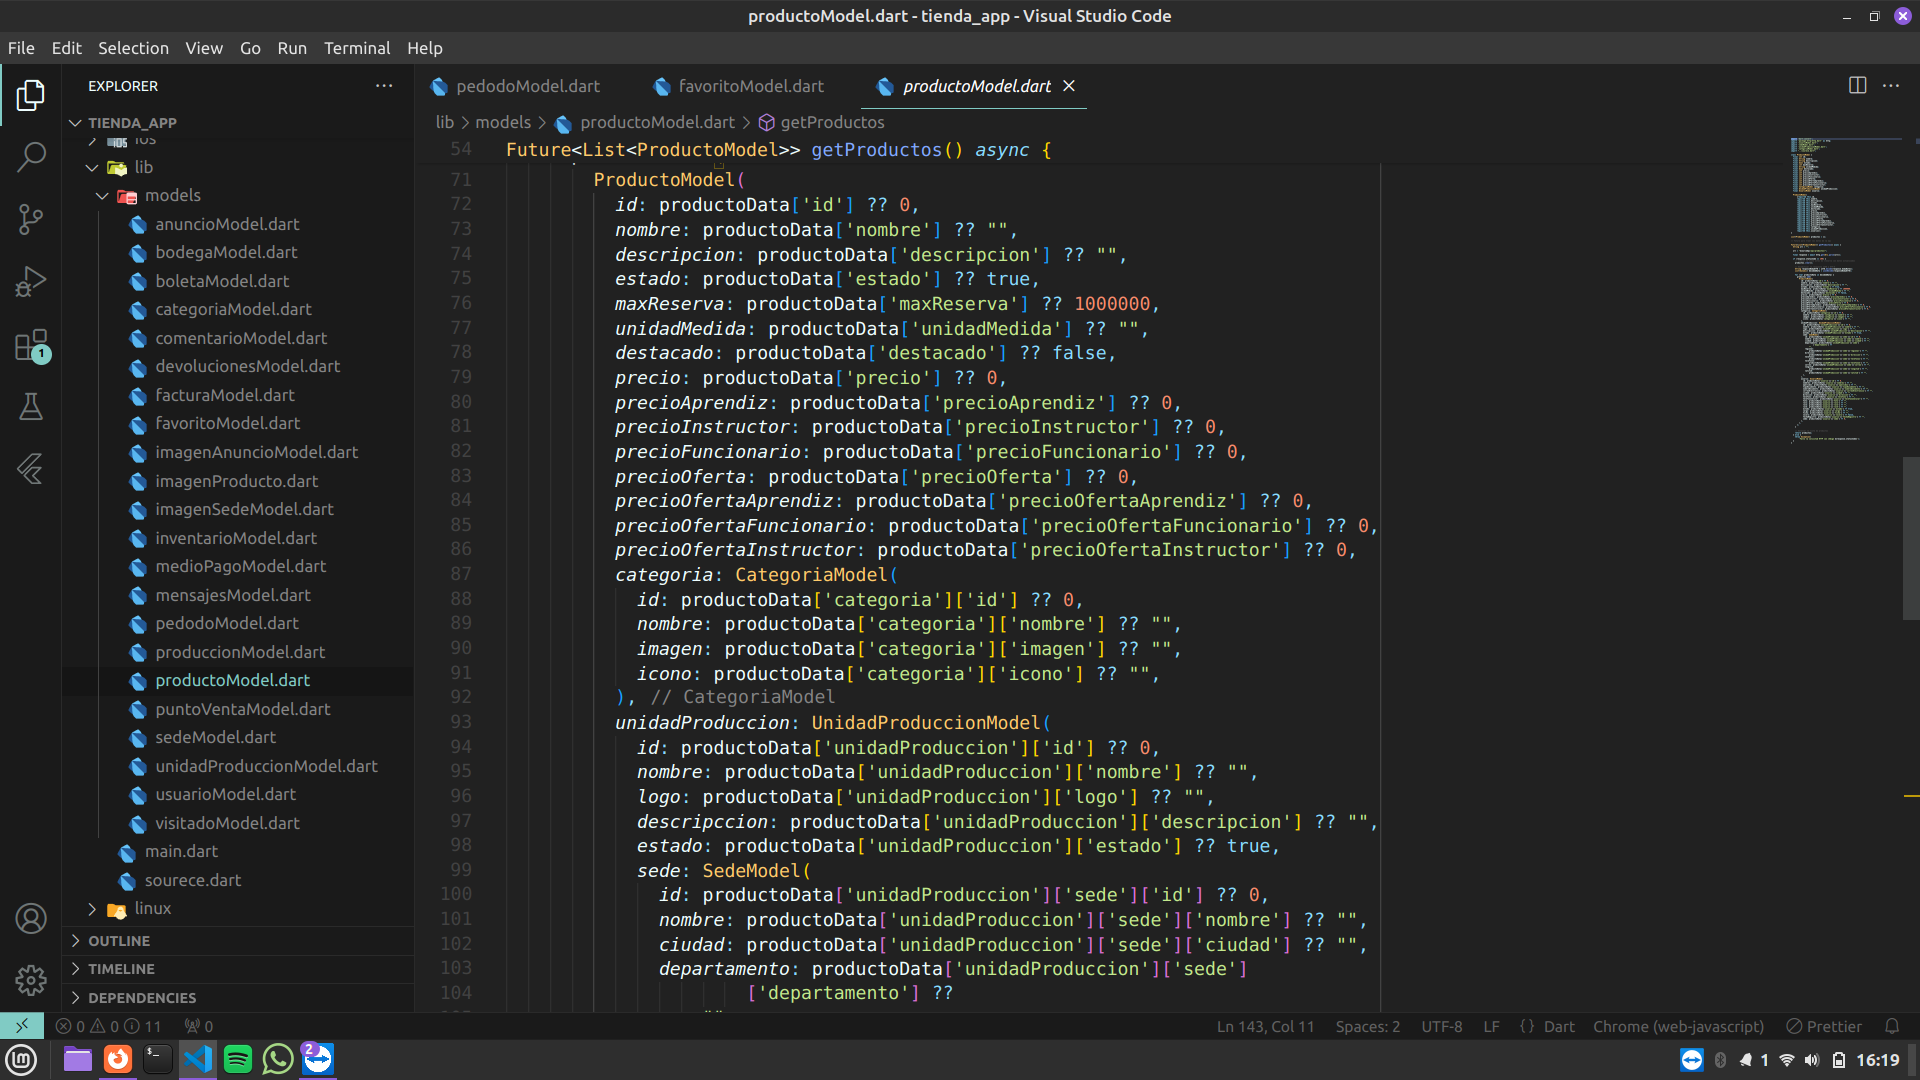 productoModel.dart - tienda_app - Visual Studio Code
File Edit Selection View Go Run Terminal Help
EXPLORER
TIENDA_APP
ios
lib
models
anuncioModel.dart
bodegaModel.dart
boletaModel.dart
categoriaModel.dart
comentarioModel.dart
devolucionesModel.dart
facturaModel.dart
favoritoModel.dart
imagenAnuncioModel.dart
imagenProducto.dart
imagenSedeModel.dart
inventarioModel.dart
medioPagoModel.dart
mensajesModel.dart
pedodoModel.dart
produccionModel.dart
productoModel.dart
puntoVentaModel.dart
sedeModel.dart
unidadProduccionModel.dart
usuarioModel.dart
visitadoModel.dart
main.dart
sourece.dart
linux
OUTLINE
TIMELINE
DEPENDENCIES
1
pedodoModel.dart favoritoModel.dart productoModel.dart
lib > models > productoModel.dart > getProductos
54 Future<List<ProductoModel>> getProductos() async {
71 ProductoModel(
72 id: productoData['id'] ?? 0,
73 nombre: productoData['nombre'] ?? "",
74 descripcion: productoData['descripcion'] ?? "",
75 estado: productoData['estado'] ?? true,
76 maxReserva: productoData['maxReserva'] ?? 1000000,
77 unidadMedida: productoData['unidadMedida'] ?? "",
78 destacado: productoData['destacado'] ?? false,
79 precio: productoData['precio'] ?? 0,
80 precioAprendiz: productoData['precioAprendiz'] ?? 0,
81 precioInstructor: productoData['precioInstructor'] ?? 0,
82 precioFuncionario: productoData['precioFuncionario'] ?? 0,
83 precioOferta: productoData['precioOferta'] ?? 0,
84 precioOfertaAprendiz: productoData['precioOfertaAprendiz'] ?? 0,
85 precioOfertaFuncionario: productoData['precioOfertaFuncionario'] ?? 0,
86 precioOfertaInstructor: productoData['precioOfertaInstructor'] ?? 0,
87 categoria: CategoriaModel(
88 id: productoData['categoria']['id'] ?? 0,
89 nombre: productoData['categoria']['nombre'] ?? "",
90 imagen: productoData['categoria']['imagen'] ?? "",
91 icono: productoData['categoria']['icono'] ?? "",
92 ), // CategoriaModel
93 unidadProduccion: UnidadProduccionModel(
94 id: productoData['unidadProduccion']['id'] ?? 0,
95 nombre: productoData['unidadProduccion']['nombre'] ?? "",
96 logo: productoData['unidadProduccion']['logo'] ?? "",
97 descripccion: productoData['unidadProduccion']['descripcion'] ?? "",
98 estado: productoData['unidadProduccion']['estado'] ?? true,
99 sede: SedeModel(
100 id: productoData['unidadProduccion']['sede']['id'] ?? 0,
101 nombre: productoData['unidadProduccion']['sede']['nombre'] ?? "",
102 ciudad: productoData['unidadProduccion']['sede']['ciudad'] ?? "",
103 departamento: productoData['unidadProduccion']['sede']
104 ['departamento'] ??
0 0 11 0 Ln 143, Col 11 Spaces: 2 UTF-8 LF {} Dart Chrome (web-javascript) Prettier
2 1 16:19